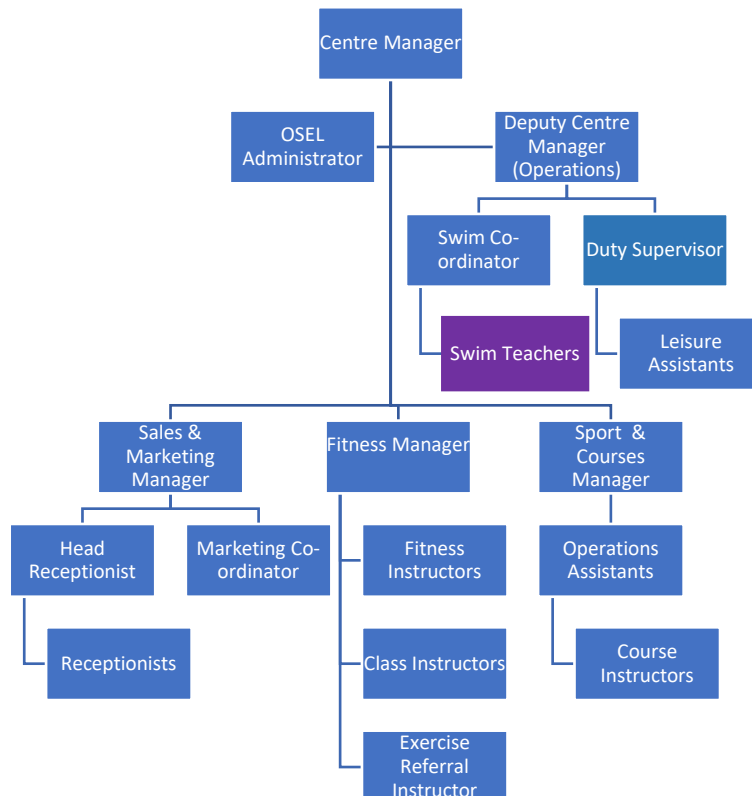 Centre Manager
OSEL
Administrator
Deputy Centre
Manager
(Operations)
Swim Co-
ordinator
Duty Supervisor
Swim Teachers
Leisure
Assistants
Sales &
Marketing
Manager
Fitness Manager
Sport & Courses
Manager
Head
Receptionist
Marketing Co-
ordinator
Fitness
Instructors
Operations
Assistants
Receptionists
Class Instructors
Course
Instructors
Exercise
Referral
Instructor